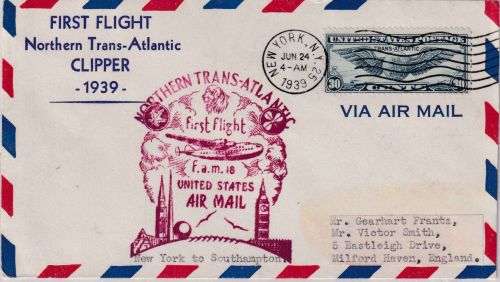 FIRST FLIGHT
Northern Trans-Atlantic
CLIPPER
-1939-
NEW YORK, N.Y. 25
JUN 24
4-AM
1939
UNITED STATES POSTAGE
TRANS-ATLANTIC
30
30
VIA AIR MAIL
NORTHERN TRANS-ATLANTIC
first flight
f.a.m. 18
UNITED STATES
AIR MAIL
New York to Southampton.
Mr. Gearhart Frantz,
Mr. Victor Smith,
5 Eastleigh Drive,
Milford Haven, England.